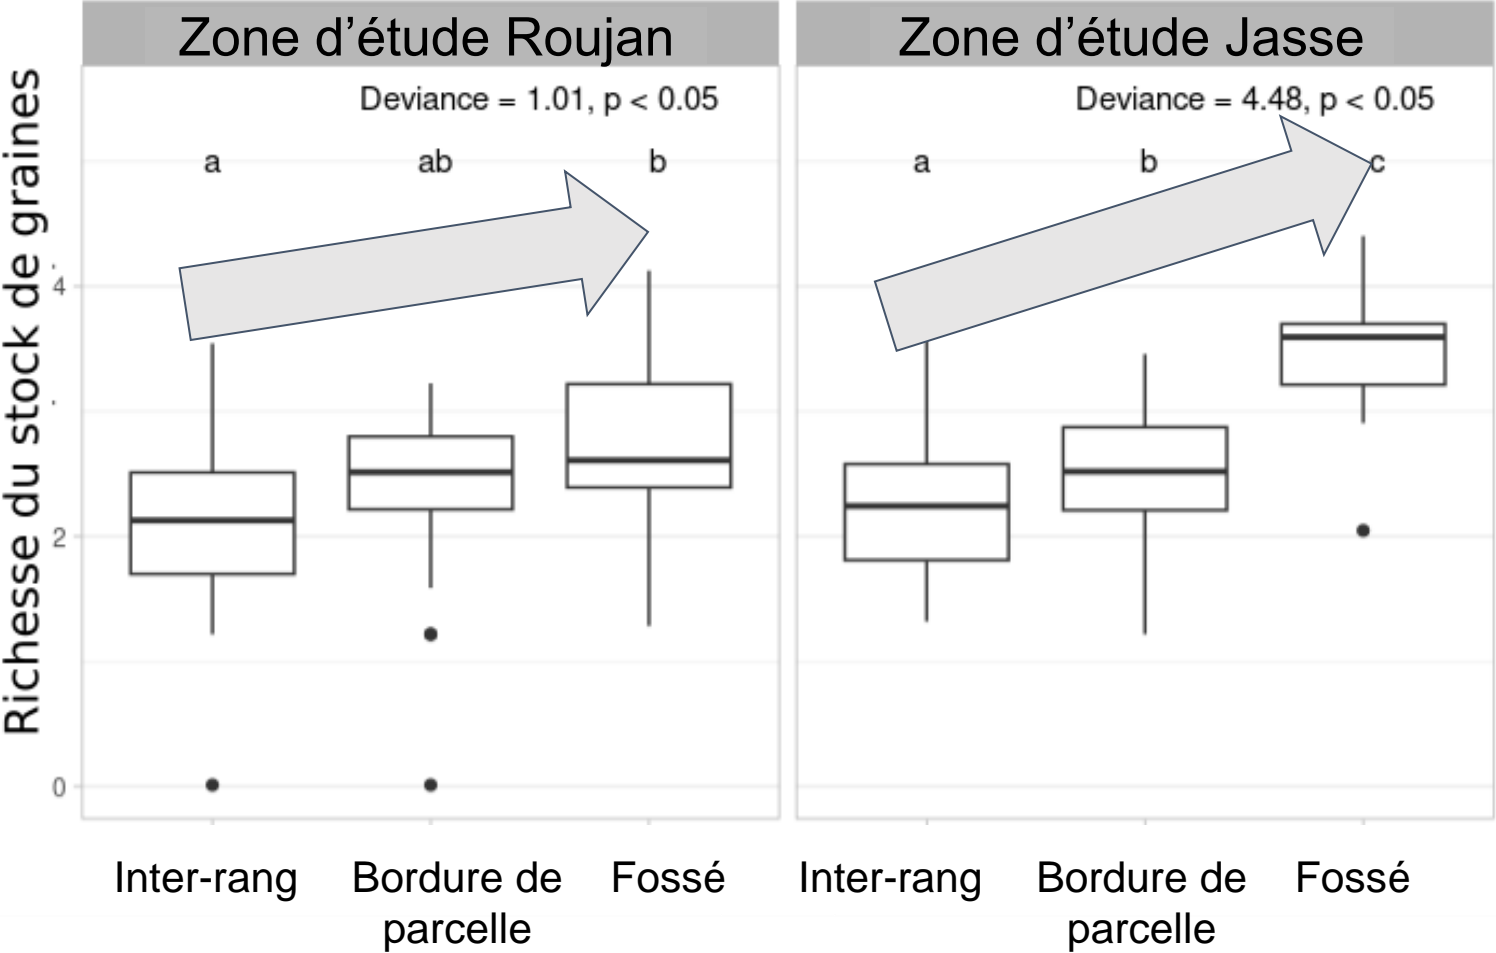 Zone d’étude Roujan
Zone d’étude Jasse
Richesse du stock de graines
Deviance = 1.01, p < 0.05
Deviance = 4.48, p < 0.05
a ab b
a b c
4
2
0
Inter-rang Bordure de parcelle Fossé
Inter-rang Bordure de parcelle Fossé